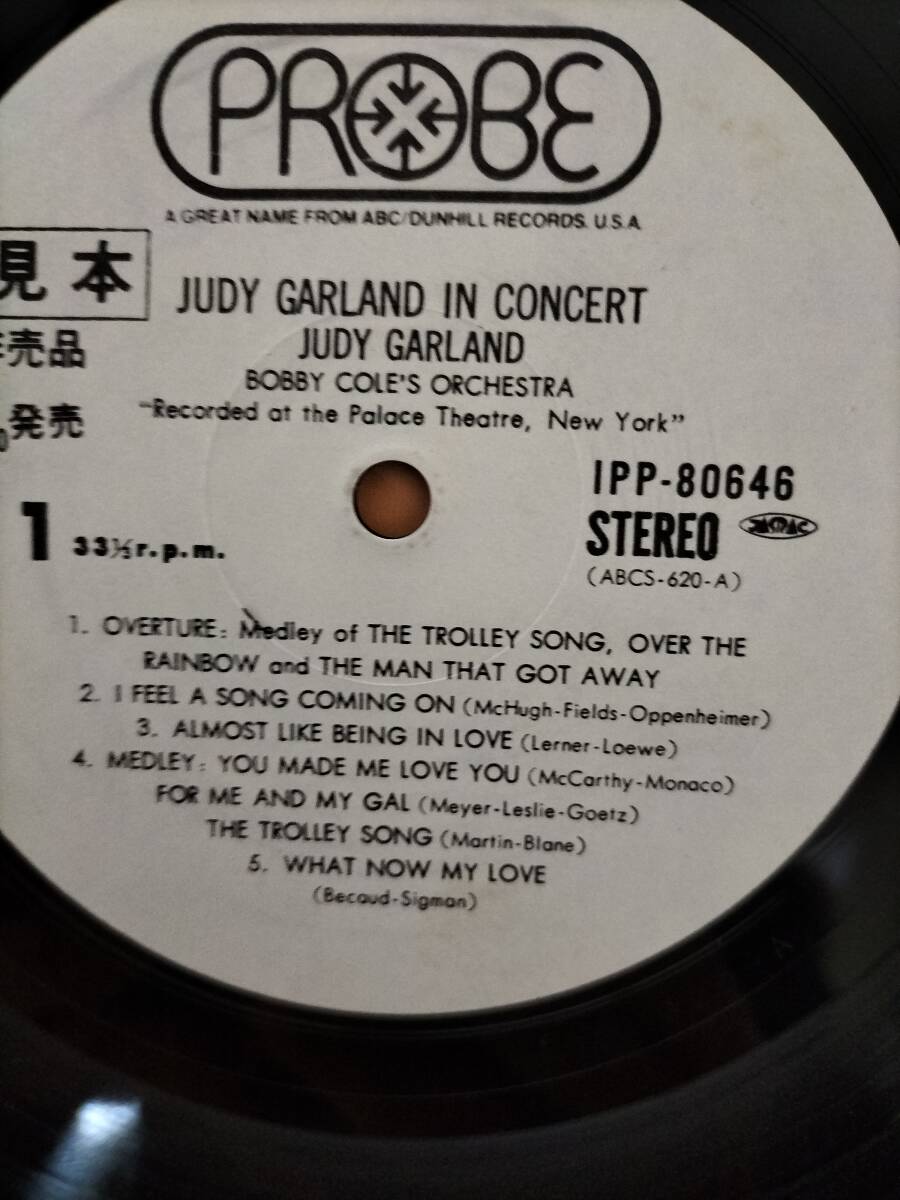 PROBE
A GREAT NAME FROM ABC/DUNHILL RECORDS. U.S.A.
見本
JUDY GARLAND IN CONCERT
JUDY GARLAND
売品
BOBBY COLE'S ORCHESTRA
発売
"Recorded at the Palace Theatre, New York"
IPP-80646
1 33⅓ r.p.m.
STEREO
(ABCS-620-A)
1. OVERTURE: Medley of THE TROLLEY SONG, OVER THE
RAINBOW and THE MAN THAT GOT AWAY
2. I FEEL A SONG COMING ON (McHugh-Fields-Oppenheimer)
3. ALMOST LIKE BEING IN LOVE (Lerner-Loewe)
4. MEDLEY: YOU MADE ME LOVE YOU (McCarthy-Monaco)
FOR ME AND MY GAL (Meyer-Leslie-Goetz)
THE TROLLEY SONG (Martin-Blane)
5. WHAT NOW MY LOVE
(Becaud-Sigman)